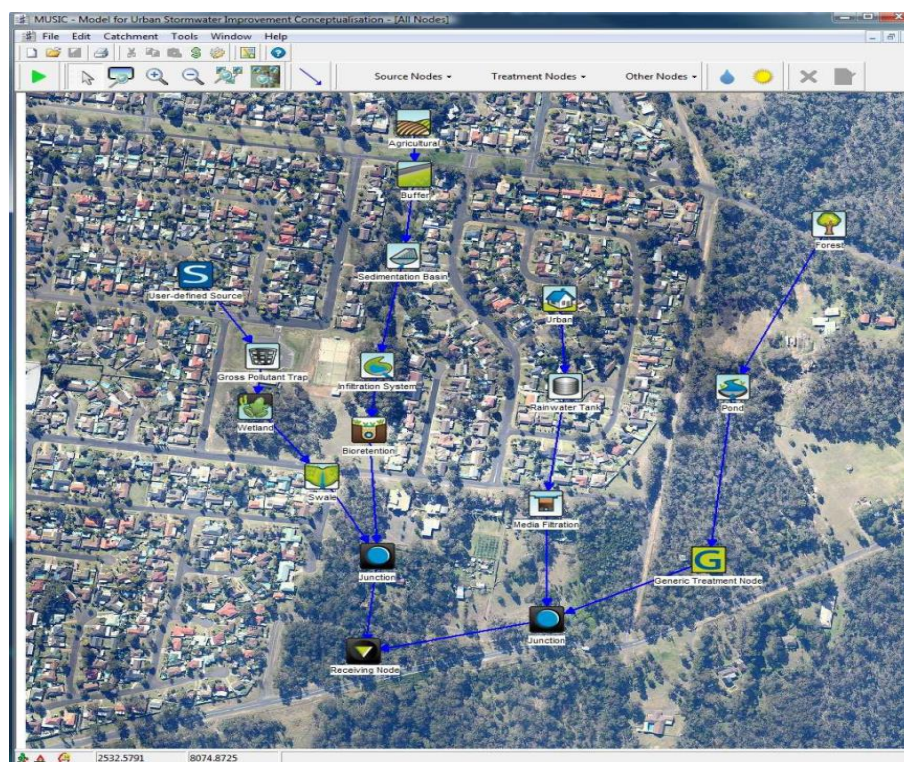 MUSIC - Model for Urban Stormwater Improvement Conceptualisation - [All Nodes]
File Edit Catchment Tools Window Help
Source Nodes Treatment Nodes Other Nodes
Agricultural
Buffer
Forest
Sedimentation Basin
User-defined Source
S
Urban
Gross Pollutant Trap
Infiltration System
Rainwater Tank
Pond
Wetland
Bioretention
Swale
Media Filtration
G
Junction
Generic Treatment Node
Junction
Receiving Node
2532.5791 8074.8725